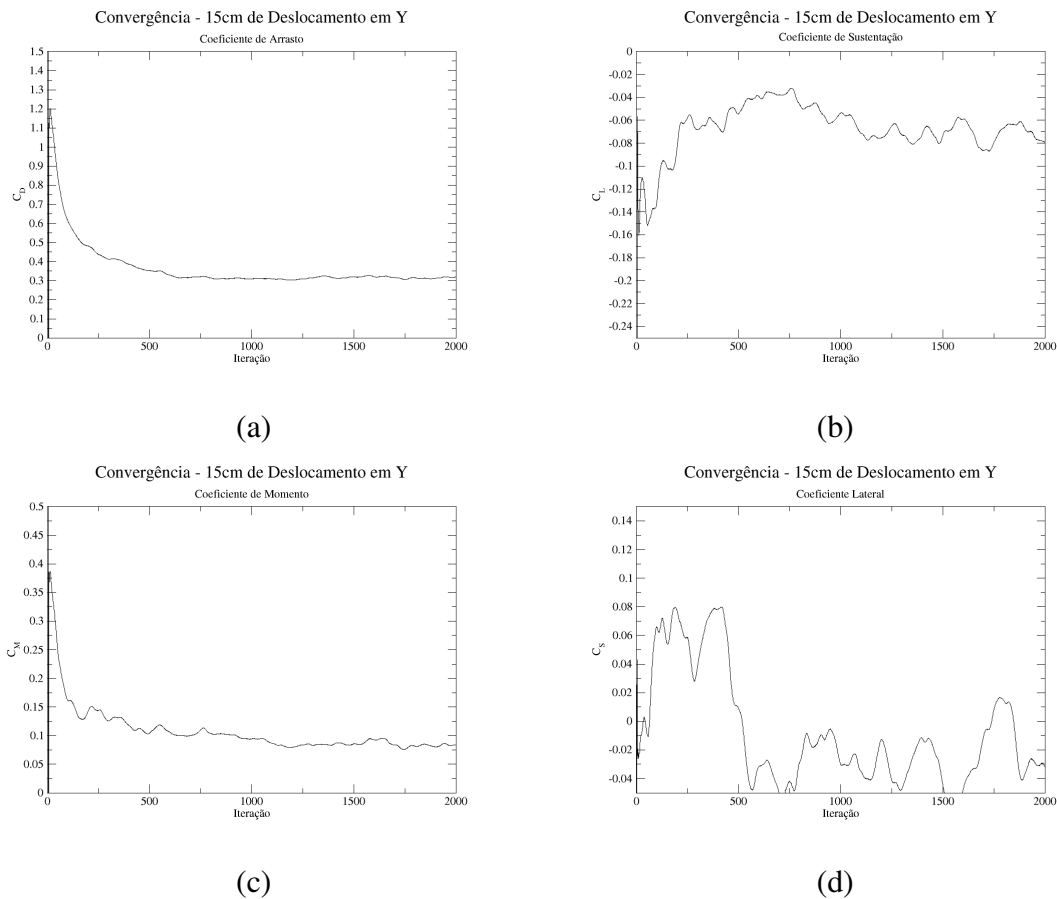 Convergência - 15cm de Deslocamento em Y
Coeficiente de Arrasto
1.5
1.4
1.3
1.2
1.1
1
0.9
0.8
0.7
0.6
0.5
0.4
0.3
0.2
0.1
0
C_D
0 500 1000 1500 2000
Iteração
(a)
Convergência - 15cm de Deslocamento em Y
Coeficiente de Sustentação
0
-0.02
-0.04
-0.06
-0.08
-0.1
-0.12
-0.14
-0.16
-0.18
-0.2
-0.22
-0.24
C_L
0 500 1000 1500 2000
Iteração
(b)
Convergência - 15cm de Deslocamento em Y
Coeficiente de Momento
0.5
0.45
0.4
0.35
0.3
0.25
0.2
0.15
0.1
0.05
0
C_M
0 500 1000 1500 2000
Iteração
(c)
Convergência - 15cm de Deslocamento em Y
Coeficiente Lateral
0.14
0.12
0.1
0.08
0.06
0.04
0.02
0
-0.02
-0.04
C_S
0 500 1000 1500 2000
Iteração
(d)